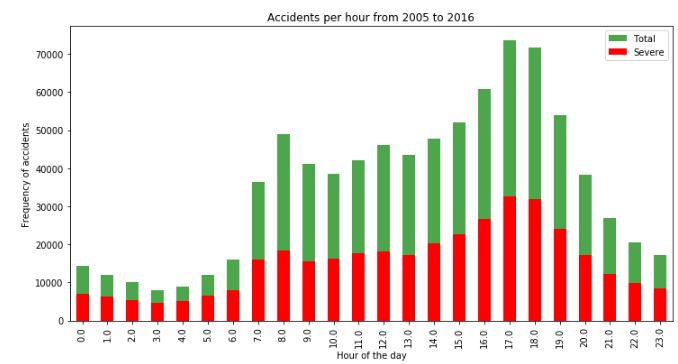 Accidents per hour from 2005 to 2016
Total
Severe
Frequency of accidents
70000
60000
50000
40000
30000
20000
10000
0
0.0 1.0 2.0 3.0 4.0 5.0 6.0 7.0 8.0 9.0 10.0 11.0 12.0 13.0 14.0 15.0 16.0 17.0 18.0 19.0 20.0 21.0 22.0 23.0
Hour of the day